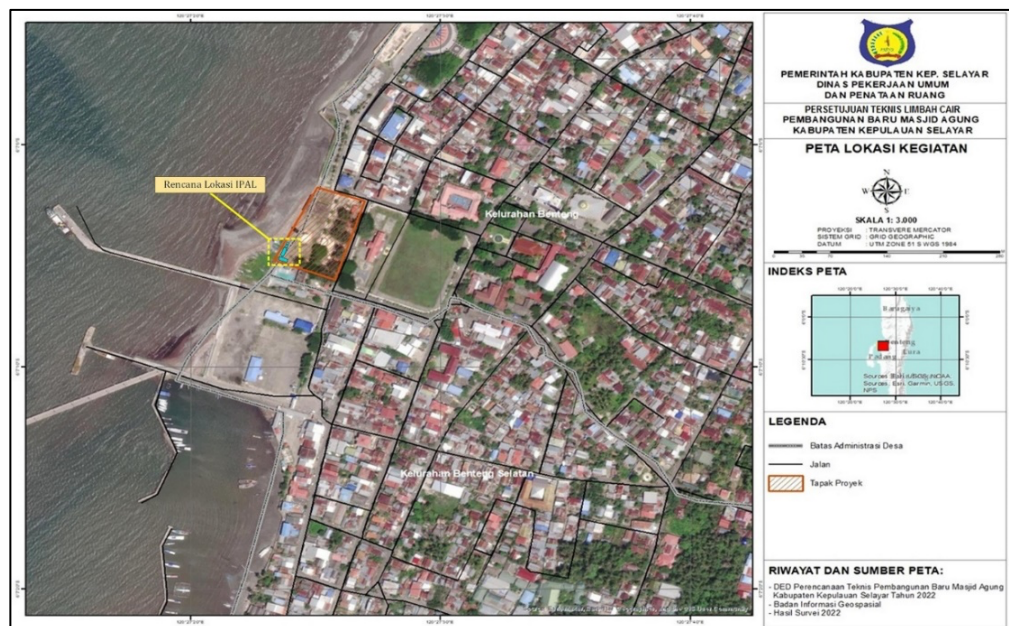 Rencana Lokasi IPAL
Kelurahan Benteng
Kelurahan Benteng Selatan
PEMERINTAH KABUPATEN KEP. SELAYAR
DINAS PEKERJAAN UMUM
DAN PENATAAN RUANG
PERSETUJUAN TEKNIS LIMBAH CAIR
PEMBANGUNAN BARU MASJID AGUNG
KABUPATEN KEPULAUAN SELAYAR
PETA LOKASI KEGIATAN
N
W E
S
SKALA 1: 3.000
PROYEKSI : TRANSVERE MERCATOR
SISTEM GRID : GRID GEOGRAPHIC
DATUM : UTM ZONE 51 S WGS 1984
INDEKS PETA
LEGENDA
Batas Administrasi Desa
Jalan
Tapak Proyek
RIWAYAT DAN SUMBER PETA:
- DED Perencanaan Teknis Pembangunan Baru Masjid Agung
Kabupaten Kepulauan Selayar Tahun 2022
- Badan Informasi Geospasial
- Hasil Survei 2022